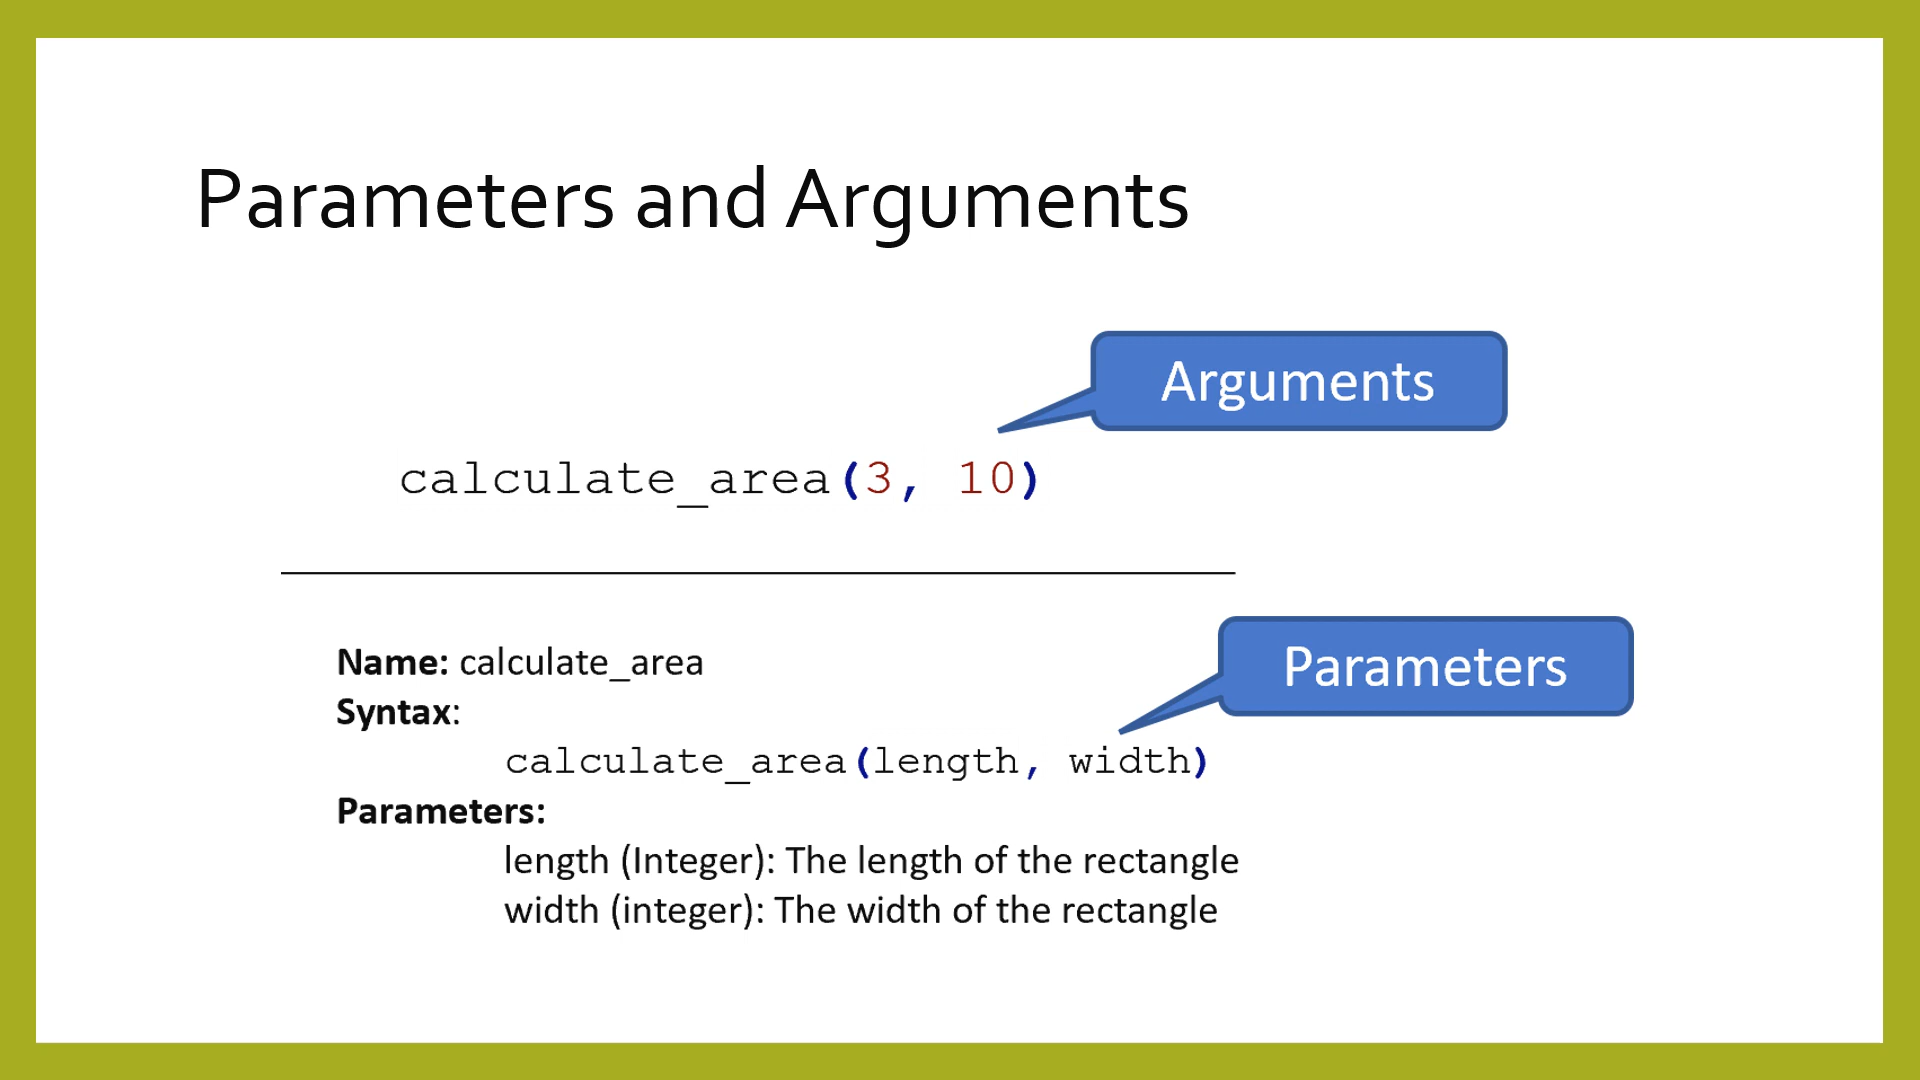 Parameters and Arguments
Arguments
calculate_area(3, 10)
Name: calculate_area
Parameters
Syntax:
calculate_area(length, width)
Parameters:
length (Integer): The length of the rectangle
width (integer): The width of the rectangle